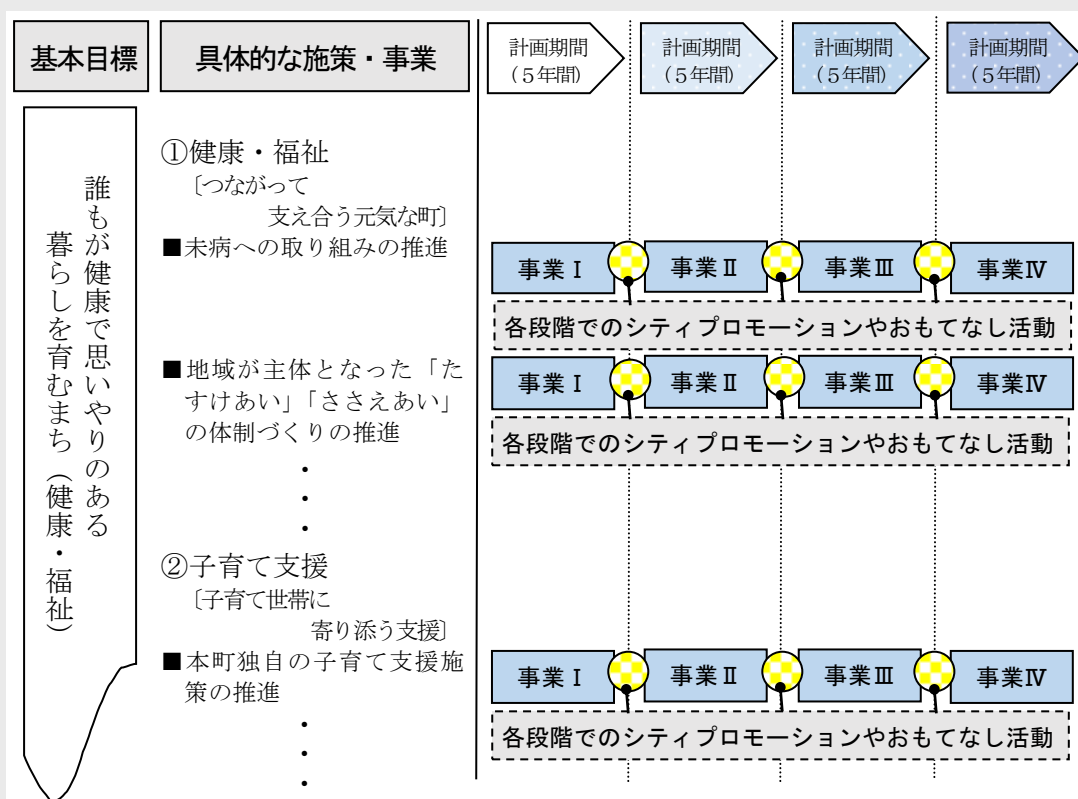 基本目標
具体的な施策・事業
計画期間
(5年間)
計画期間
(5年間)
計画期間
(5年間)
計画期間
(5年間)
誰もが健康で思いやりのある
暮らしを育むまち(健康・福祉)
①健康・福祉
〔つながって
支え合う元気な町〕
■未病への取り組みの推進
事業Ⅰ
事業Ⅱ
事業Ⅲ
事業Ⅳ
各段階でのシティプロモーションやおもてなし活動
■地域が主体となった「た
すけあい」「ささえあい」
の体制づくりの推進
・
・
・
事業Ⅰ
事業Ⅱ
事業Ⅲ
事業Ⅳ
各段階でのシティプロモーションやおもてなし活動
②子育て支援
〔子育て世帯に
寄り添う支援〕
■本町独自の子育て支援施
策の推進
・
・
・
事業Ⅰ
事業Ⅱ
事業Ⅲ
事業Ⅳ
各段階でのシティプロモーションやおもてなし活動